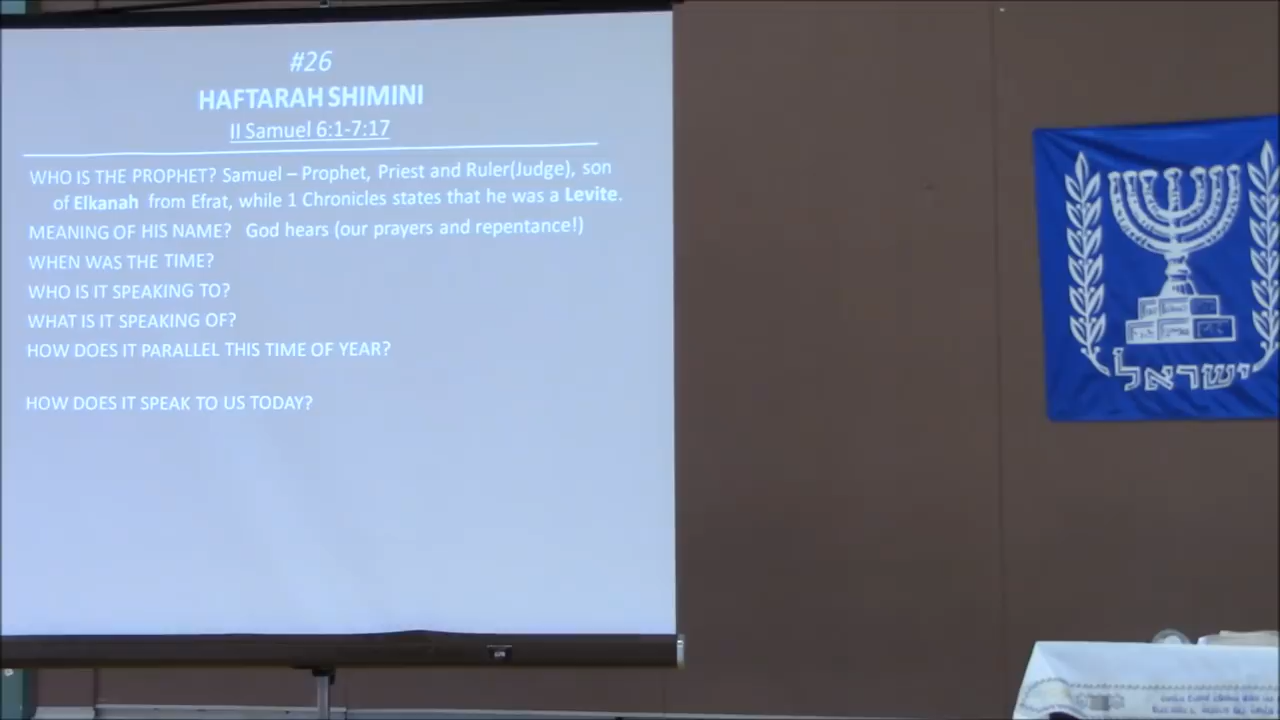 #26
HAFTARAH SHIMINI
II Samuel 6:1-7:17
WHO IS THE PROPHET? Samuel – Prophet, Priest and Ruler(Judge), son
of Elkanah from Efrat, while 1 Chronicles states that he was a Levite.
MEANING OF HIS NAME? God hears (our prayers and repentance!)
WHEN WAS THE TIME?
WHO IS IT SPEAKING TO?
WHAT IS IT SPEAKING OF?
HOW DOES IT PARALLEL THIS TIME OF YEAR?
HOW DOES IT SPEAK TO US TODAY?
ישראל